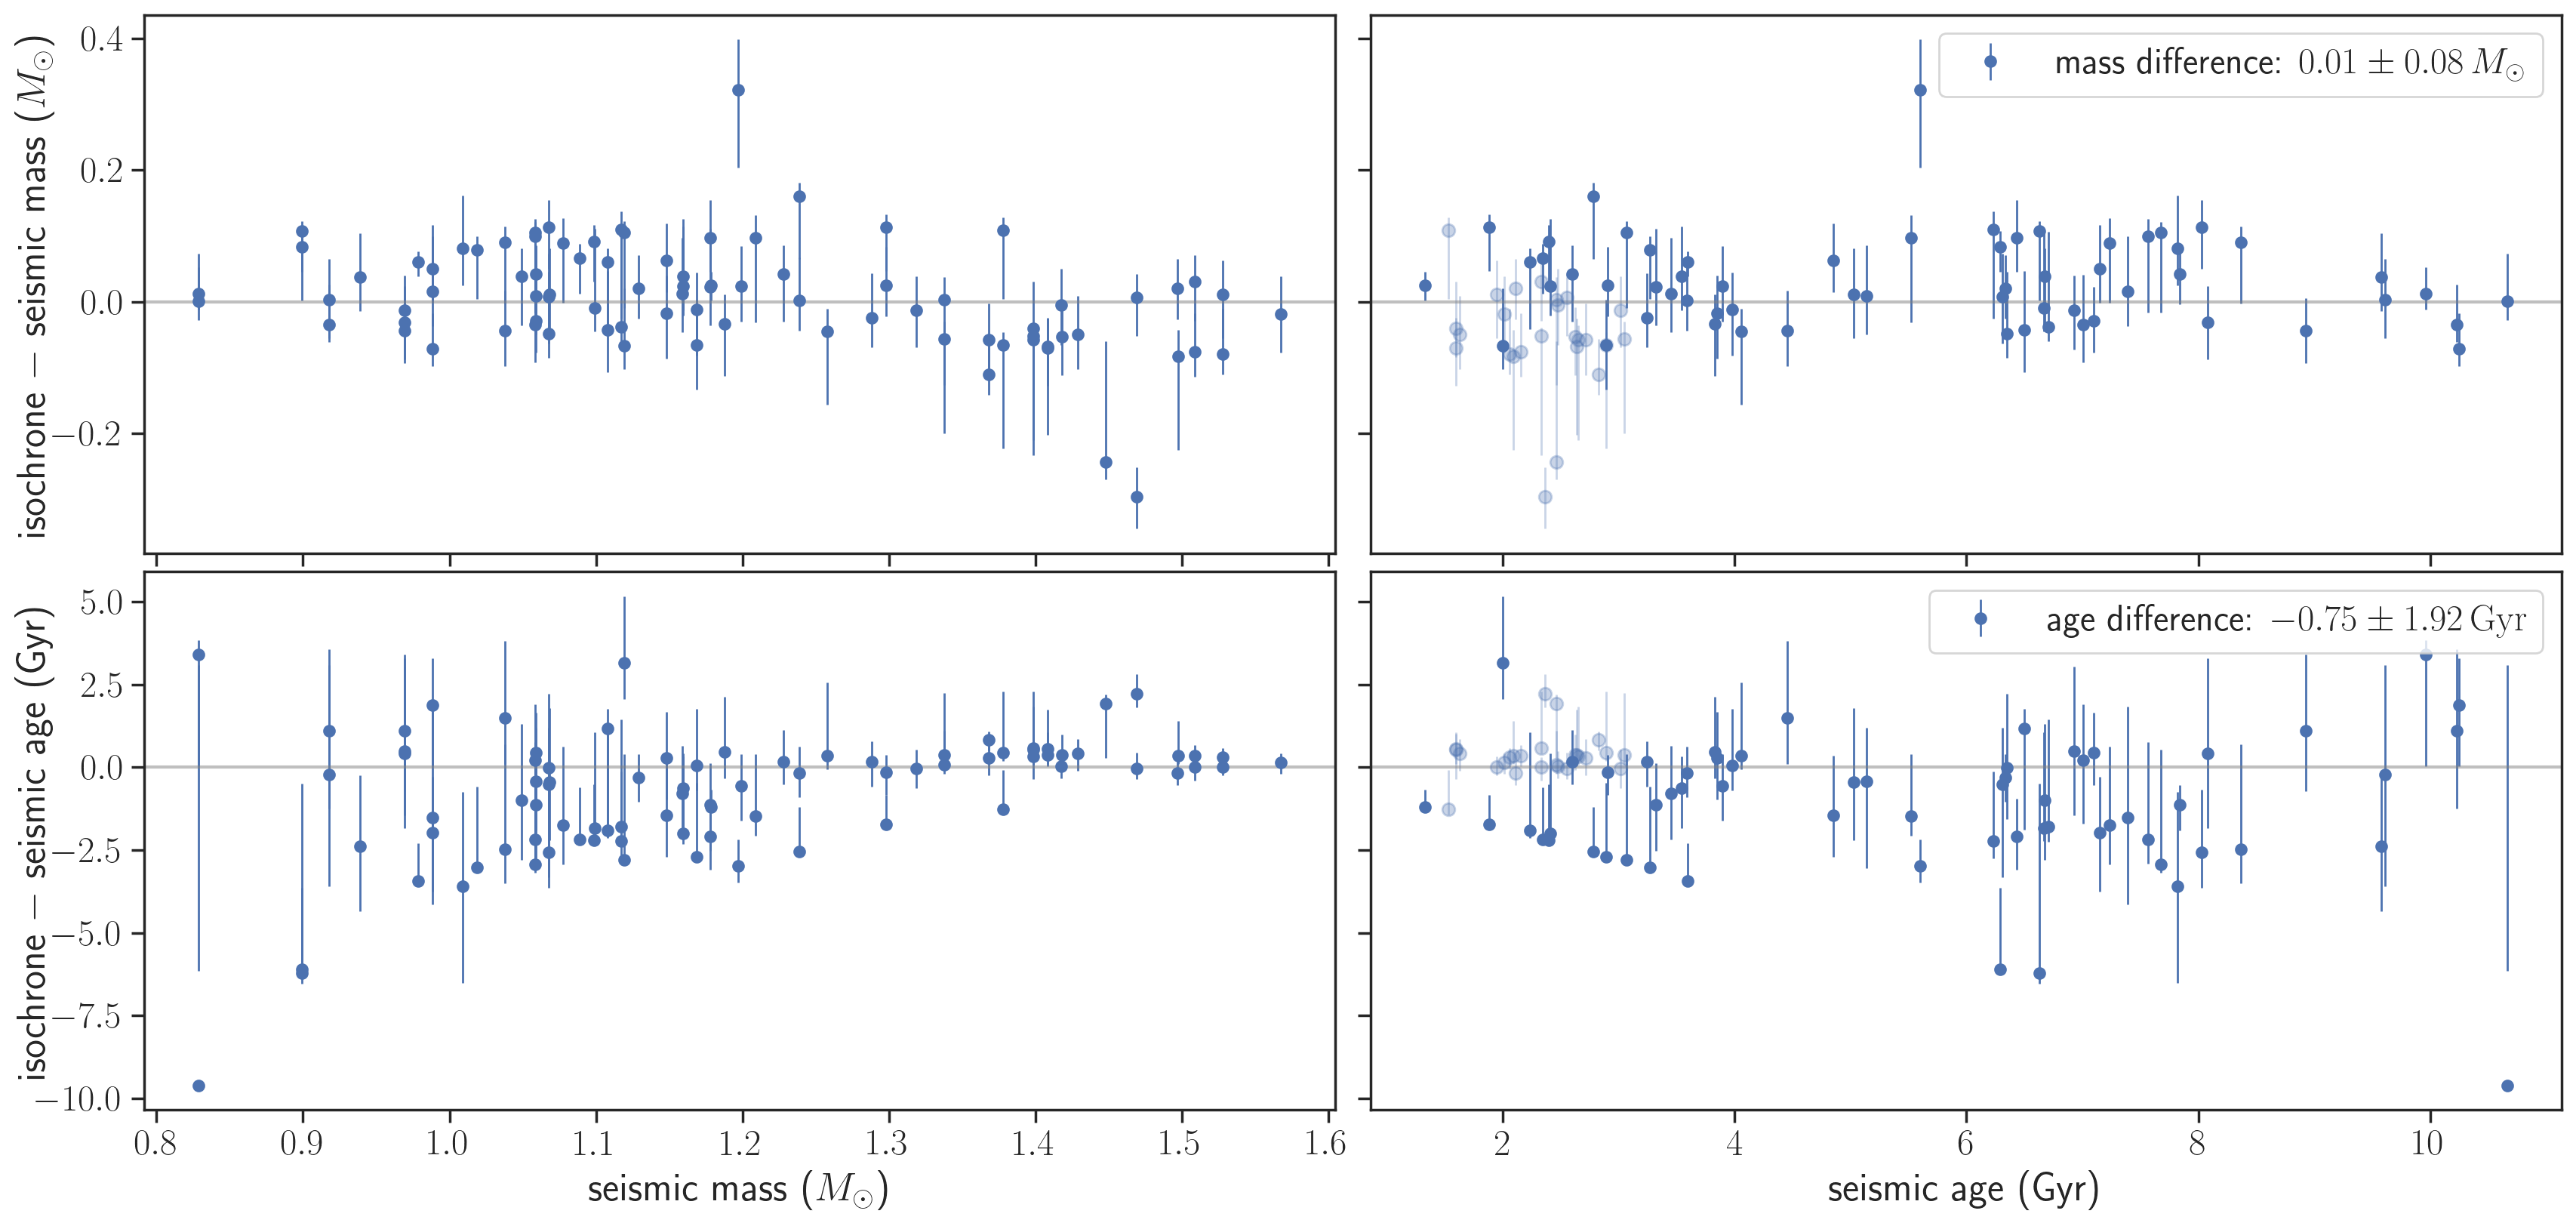 isochrone − seismic mass (M⊙)
0.4
0.2
0.0
−0.2
mass difference: 0.01 ± 0.08 M⊙
isochrone − seismic age (Gyr)
5.0
2.5
0.0
−2.5
−5.0
−7.5
−10.0
age difference: −0.75 ± 1.92 Gyr
0.8 0.9 1.0 1.1 1.2 1.3 1.4 1.5 1.6
seismic mass (M⊙)
2 4 6 8 10
seismic age (Gyr)